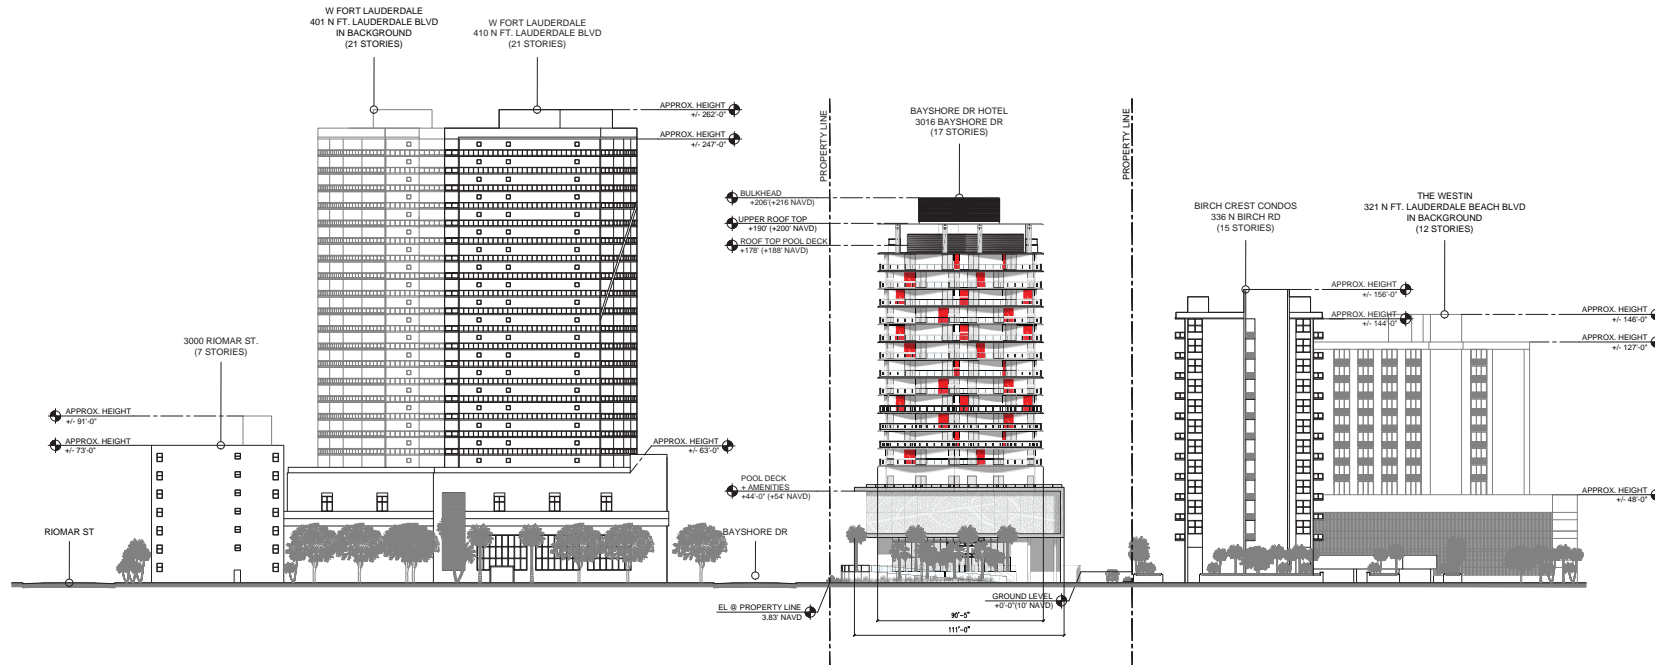 W FORT LAUDERDALE
401 N FT. LAUDERDALE BLVD
IN BACKGROUND
(21 STORIES)
W FORT LAUDERDALE
410 N FT. LAUDERDALE BLVD
(21 STORIES)
APPROX. HEIGHT
+/- 262'-0"
APPROX. HEIGHT
+/- 247'-0"
PROPERTY LINE
BAYSHORE DR HOTEL
3016 BAYSHORE DR
(17 STORIES)
PROPERTY LINE
BULKHEAD
+206'(+216 NAVD)
UPPER ROOF TOP
+190' (+200' NAVD)
ROOF TOP POOL DECK
+178' (+188' NAVD)
BIRCH CREST CONDOS
336 N BIRCH RD
(15 STORIES)
THE WESTIN
321 N FT. LAUDERDALE BEACH BLVD
IN BACKGROUND
(12 STORIES)
APPROX. HEIGHT
+/- 156'-0"
APPROX. HEIGHT
+/- 144'-0"
APPROX. HEIGHT
+/- 146'-0"
APPROX. HEIGHT
+/- 127'-0"
3000 RIOMAR ST.
(7 STORIES)
APPROX. HEIGHT
+/- 91'-0"
APPROX. HEIGHT
+/- 73'-0"
APPROX. HEIGHT
+/- 63'-0"
POOL DECK
+ AMENITIES
+44'-0" (+54' NAVD)
APPROX. HEIGHT
+/- 48'-0"
RIOMAR ST
BAYSHORE DR
EL @ PROPERTY LINE
3.83' NAVD
GROUND LEVEL
+0'-0"(10' NAVD)
90'-5"
111'-0"